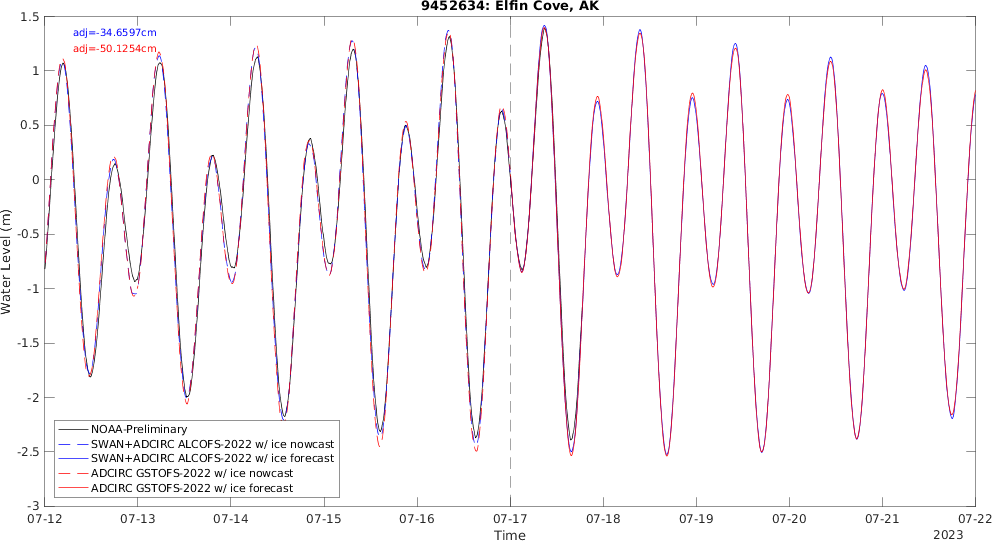 9452634: Elfin Cove, AK
adj=-34.6597cm
adj=-50.1254cm
Water Level (m)
1.5
1
0.5
0
-0.5
-1
-1.5
-2
-2.5
-3
NOAA-Preliminary
SWAN+ADCIRC ALCOFS-2022 w/ ice nowcast
SWAN+ADCIRC ALCOFS-2022 w/ ice forecast
ADCIRC GSTOFS-2022 w/ ice nowcast
ADCIRC GSTOFS-2022 w/ ice forecast
07-12 07-13 07-14 07-15 07-16 07-17 07-18 07-19 07-20 07-21 07-22
Time
2023